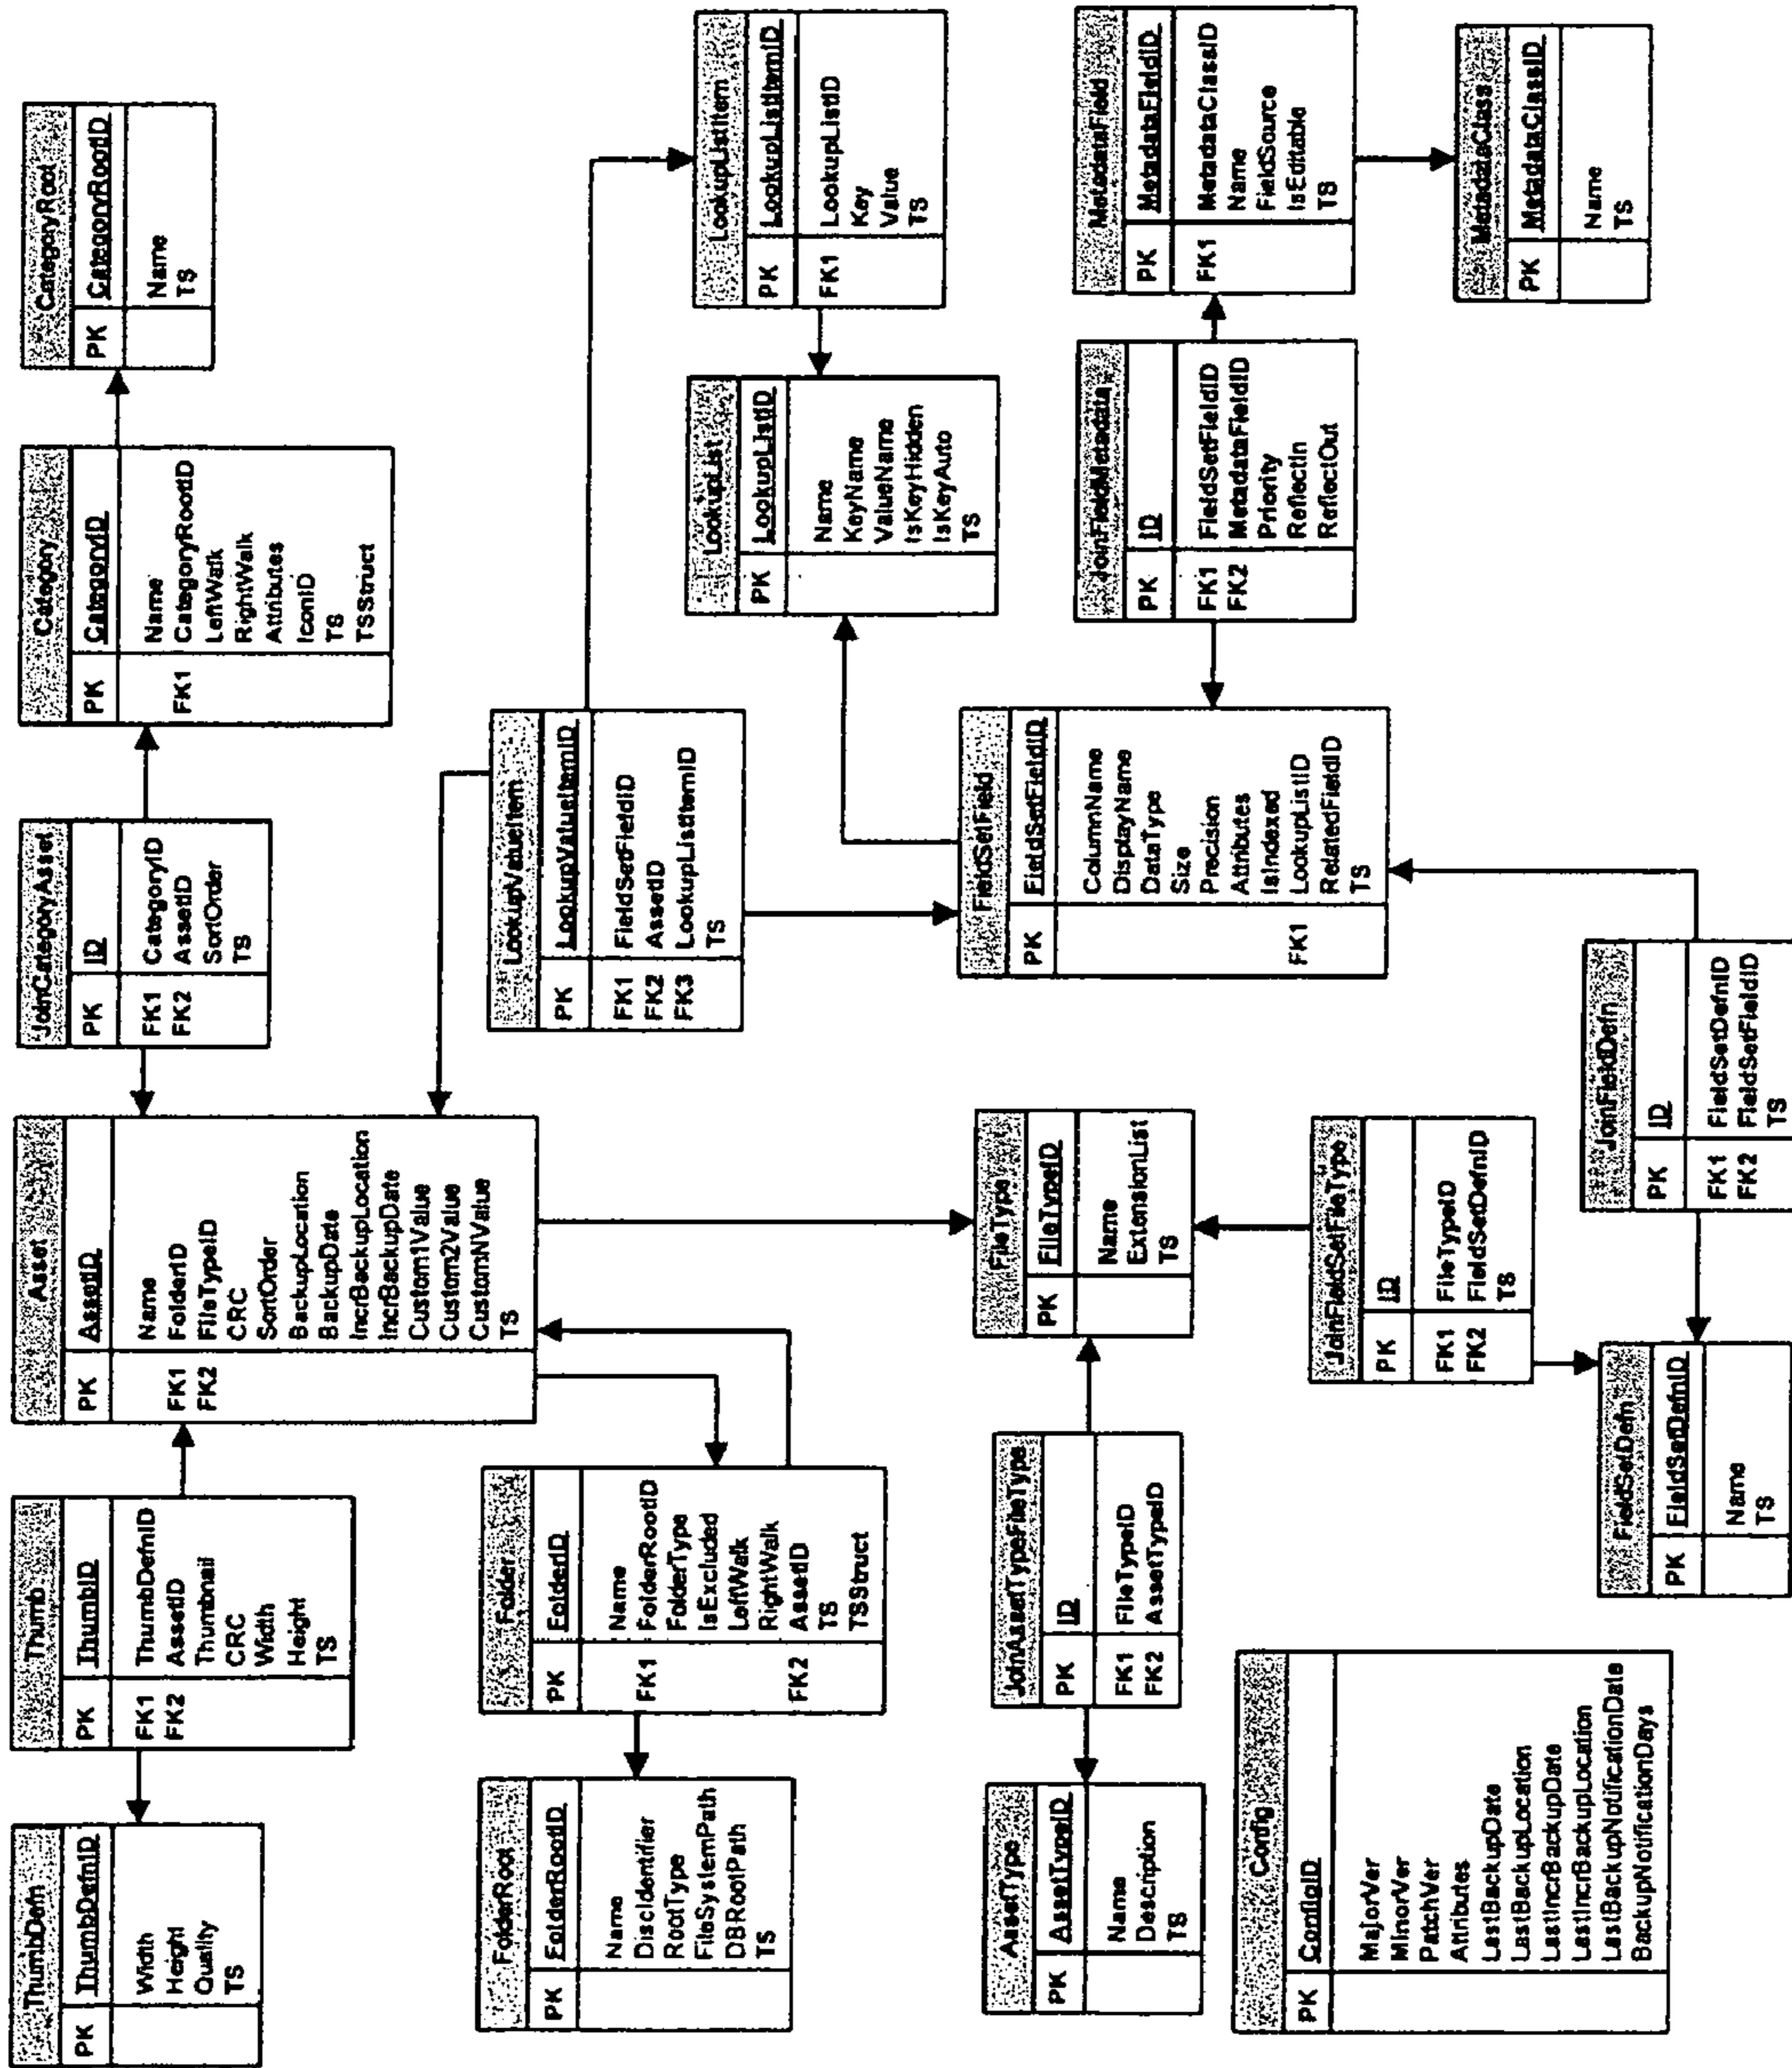 ThumbDefn
PK ThumbDefnID
Width
Height
Quality
TS
Thumb
PK ThumbID
FK1 ThumbDefnID
FK2 AssetID
Thumbnail
CRC
Width
Height
TS
Asset
PK AssetID
Name
FK1 FolderID
FK2 FileTypeID
CRC
SortOrder
BackupLocation
BackupDate
IncrBackupLocation
IncrBackupDate
Custom1Value
Custom2Value
CustomNValue
TS
JoinCategoryAsset
PK ID
FK1 CategoryID
FK2 AssetID
SortOrder
TS
Category
PK CategoryID
Name
FK1 CategoryRootID
LeftWalk
RightWalk
Attributes
IconID
TS
TSStruct
CategoryRoot
PK CategoryRootID
Name
TS
FolderRoot
PK FolderRootID
Name
DiscIdentifier
RootType
FileSystemPath
DBRootPath
TS
Folder
PK FolderID
Name
FK1 FolderRootID
FolderType
IsExcluded
LeftWalk
RightWalk
FK2 AssetID
TS
TSStruct
LookupValueItem
PK LookupValueItemID
FK1 FieldSetFieldID
FK2 AssetID
FK3 LookupListItemID
TS
LookupList
PK LookupListID
Name
KeyName
ValueName
IsKeyHidden
IsKeyAuto
TS
LookupListItem
PK LookupListItemID
FK1 LookupListID
Key
Value
TS
AssetType
PK AssetTypeID
Name
Description
TS
JoinAssetTypeFileType
PK ID
FK1 FileTypeID
FK2 AssetTypeID
FileType
PK FileTypeID
Name
ExtensionList
TS
FieldSetField
PK FieldSetFieldID
ColumnName
DisplayName
DataType
Size
Precision
Attributes
IsIndexed
FK1 LookupListID
RelatedFieldID
TS
JoinFieldMetadata
PK ID
FK1 FieldSetFieldID
FK2 MetadataFieldID
Priority
ReflectIn
ReflectOut
MetadataField
PK MetadataFieldID
FK1 MetadataClassID
Name
FieldSource
IsEditable
TS
Config
PK ConfigID
MajorVer
MinorVer
PatchVer
Attributes
LastBackupDate
LastBackupLocation
LastIncrBackupDate
LastIncrBackupLocation
LastBackupNotificationDate
BackupNotificationDays
JoinFieldSetFileType
PK ID
FK1 FileTypeID
FK2 FieldSetDefnID
TS
FieldSetDefn
PK FieldSetDefnID
Name
TS
JoinFieldDefn
PK ID
FK1 FieldSetDefnID
FK2 FieldSetFieldID
TS
MetadataClass
PK MetadataClassID
Name
TS